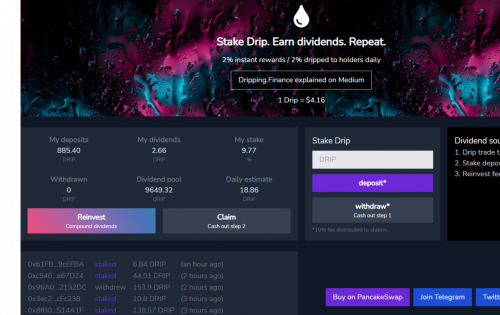 Stake Drip. Earn dividends. Repeat.
2% instant rewards / 2% dripped to holders daily
Dripping.Finance explained on Medium
1 Drip = $4.16
My deposits
885.40
DRIP
My dividends
2.66
DRIP
My stake
9.77
%
Withdrawn
0
DRIP
Dividend pool
9649.32
DRIP
Daily estimate
18.86
DRIP
Reinvest
Compound dividends
Claim
Cash out step 2
Stake Drip
DRIP
deposit*
withdraw*
Cash out step 1
*10% fee distributed to stakers
Dividend sou
1. Drip trade t
2. Stake depos
3. Reinvest fee
0xb1FB...9cEFBA staked 6.84 DRIP (an hour ago)
0xc546...e67D24 staked 44.01 DRIP (2 hours ago)
0x96A0...2132DC withdrew 153.9 DRIP (2 hours ago)
0x3ec2...cEc238 staked 10.8 DRIP (3 hours ago)
0x8fB0...514A1F staked 138.57 DRIP (3 hours ago)
Buy on PancakeSwap
Join Telegram
Twitt